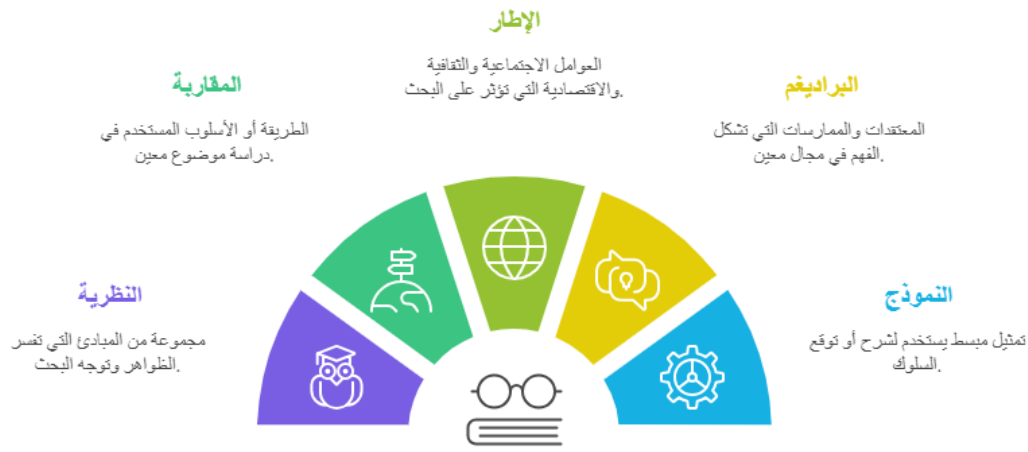 الإطار
العوامل الاجتماعية والثقافية
والاقتصادية التي تؤثر على البحث.
المقاربة
الطريقة أو الأسلوب المستخدم في
دراسة موضوع معين.
البراديغم
المعتقدات والممارسات التي تشكل
الفهم في مجال معين.
النظرية
مجموعة من المبادئ التي تفسر
الظواهر وتوجه البحث.
النموذج
تمثيل مبسط يستخدم لشرح أو توقع
السلوك.